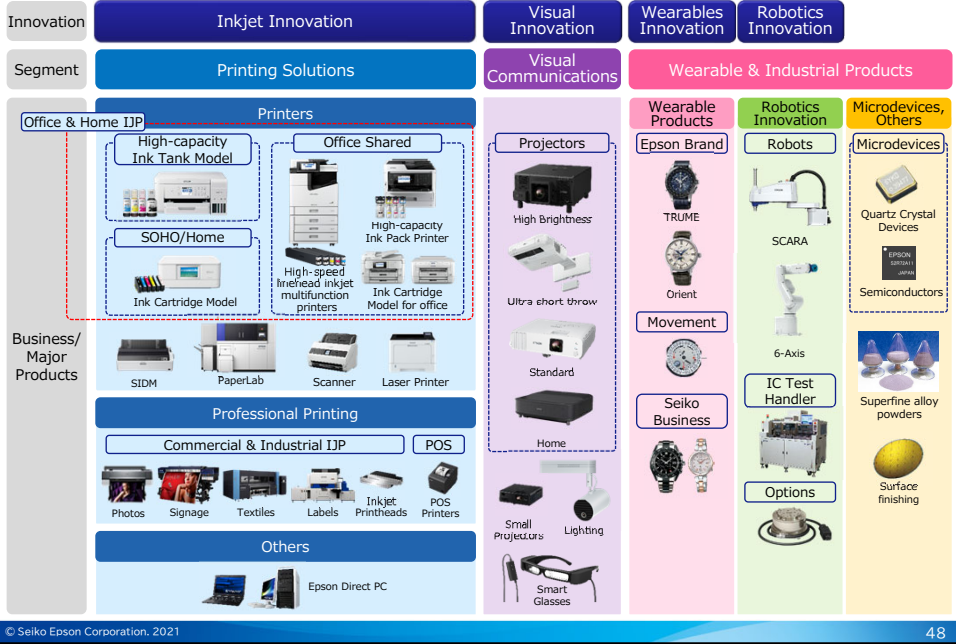 Innovation
Inkjet Innovation
Visual
Innovation
Wearables
Innovation
Robotics
Innovation
Segment
Printing Solutions
Visual
Communications
Wearable & Industrial Products
Business/
Major
Products
Printers
Office & Home IJP
High-capacity
Ink Tank Model
SOHO/Home
Ink Cartridge Model
Office Shared
High-capacity
Ink Pack Printer
High-speed
linehead inkjet
multifunction
printers
Ink Cartridge
Model for office
SIDM
PaperLab
Scanner
Laser Printer
Professional Printing
Commercial & Industrial IJP
POS
Photos
Signage
Textiles
Labels
Inkjet
Printheads
POS
Printers
Others
Epson Direct PC
Projectors
High Brightness
Ultra short throw
Standard
Home
Small
Projectors
Lighting
Smart
Glasses
Wearable
Products
Epson Brand
TRUME
Orient
Movement
Seiko
Business
Robotics
Innovation
Robots
SCARA
6-Axis
IC Test
Handler
Options
Microdevices,
Others
Microdevices
Quartz Crystal
Devices
EPSON
JAPAN
Semiconductors
Superfine alloy
powders
Surface
finishing
© Seiko Epson Corporation. 2021
48